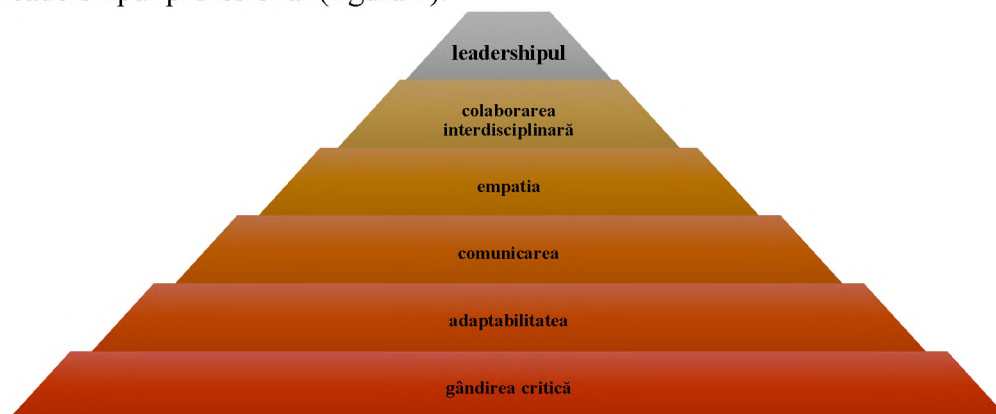 leadershipul
colaborarea
interdisciplinară
empatia
comunicarea
adaptabilitatea
gândirea critică